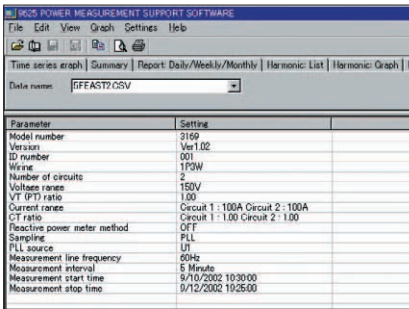 9625 POWER MEASUREMENT SUPPORT SOFTWARE
File Edit View Graph Settings Help
Time series graph Summary Report: Daily/Weekly/Monthly Harmonic: List Harmonic: Graph
Data name 5FEAST2.CSV
Parameter Setting
Model number 3169
Version Ver1.02
ID number 001
Wiring 1P3W
Number of circuits 2
Voltage range 150V
VT (PT) ratio 1.00
Current range Circuit 1 : 100A Circuit 2 : 100A
CT ratio Circuit 1 : 1.00 Circuit 2 : 1.00
Reactive power meter method OFF
Sampling PLL
PLL source U1
Measurement line frequency 60Hz
Measurement interval 5 Minute
Measurement start time 9/10/2002 10:30:00
Measurement stop time 9/12/2002 19:25:00